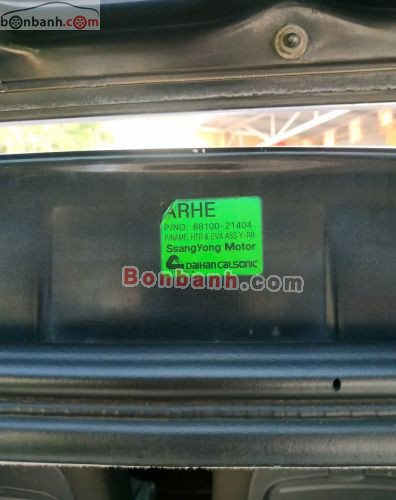 bonbanh.com
ARHE
P/NO: 68100-21404
P/NAME: HTR & EVA ASS'Y-RR
SsangYong Motor
DAIHAN CALSONIC
Bonbanh.com